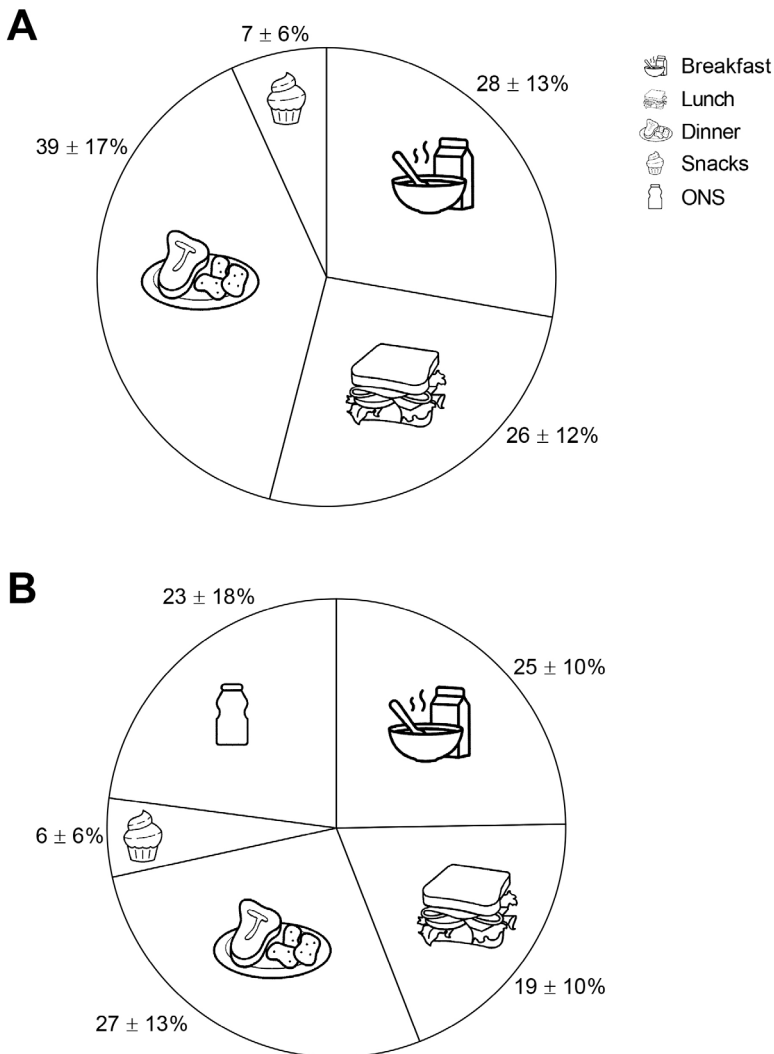 A
7 ± 6%
28 ± 13%
39 ± 17%
26 ± 12%
Breakfast
Lunch
Dinner
Snacks
ONS
B
23 ± 18%
25 ± 10%
6 ± 6%
19 ± 10%
27 ± 13%